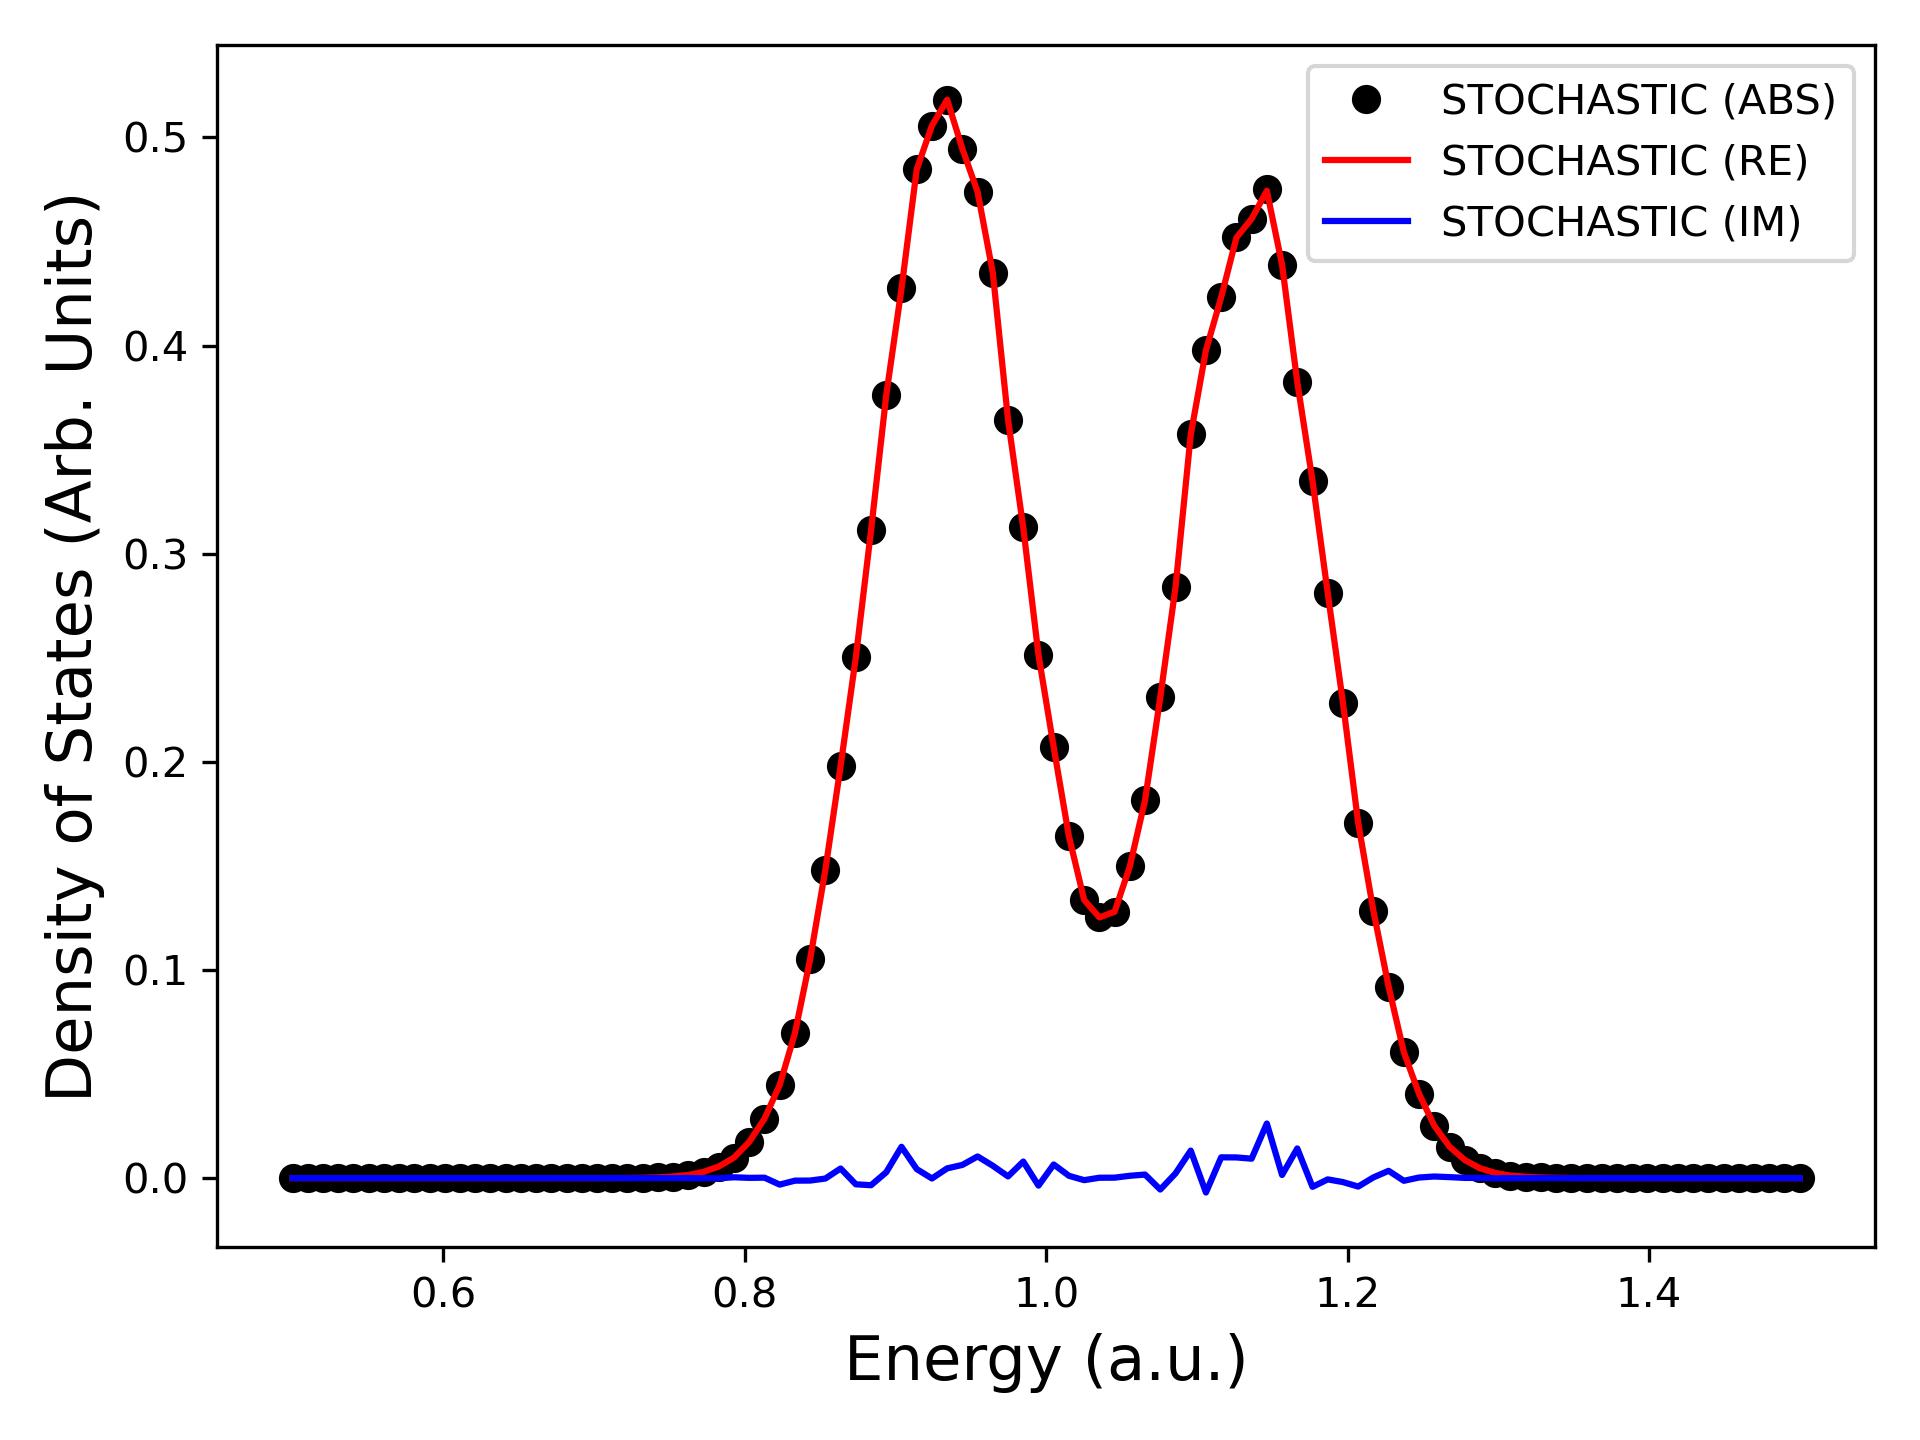 STOCHASTIC (ABS)
STOCHASTIC (RE)
STOCHASTIC (IM)
Density of States (Arb. Units)
0.5
0.4
0.3
0.2
0.1
0.0
0.6 0.8 1.0 1.2 1.4
Energy (a.u.)